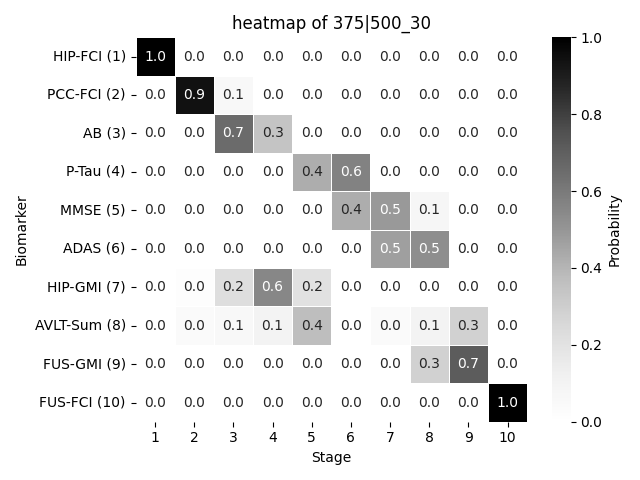 heatmap of 375|500_30
HIP-FCI (1) 1.0 0.0 0.0 0.0 0.0 0.0 0.0 0.0 0.0 0.0
PCC-FCI (2) 0.0 0.9 0.1 0.0 0.0 0.0 0.0 0.0 0.0 0.0
AB (3) 0.0 0.0 0.7 0.3 0.0 0.0 0.0 0.0 0.0 0.0
P-Tau (4) 0.0 0.0 0.0 0.0 0.4 0.6 0.0 0.0 0.0 0.0
MMSE (5) 0.0 0.0 0.0 0.0 0.0 0.4 0.5 0.1 0.0 0.0
ADAS (6) 0.0 0.0 0.0 0.0 0.0 0.0 0.5 0.5 0.0 0.0
HIP-GMI (7) 0.0 0.0 0.2 0.6 0.2 0.0 0.0 0.0 0.0 0.0
AVLT-Sum (8) 0.0 0.0 0.1 0.1 0.4 0.0 0.0 0.1 0.3 0.0
FUS-GMI (9) 0.0 0.0 0.0 0.0 0.0 0.0 0.0 0.3 0.7 0.0
FUS-FCI (10) 0.0 0.0 0.0 0.0 0.0 0.0 0.0 0.0 0.0 1.0
1 2 3 4 5 6 7 8 9 10
Stage
Biomarker
1.0
0.8
0.6
0.4
0.2
0.0
Probability